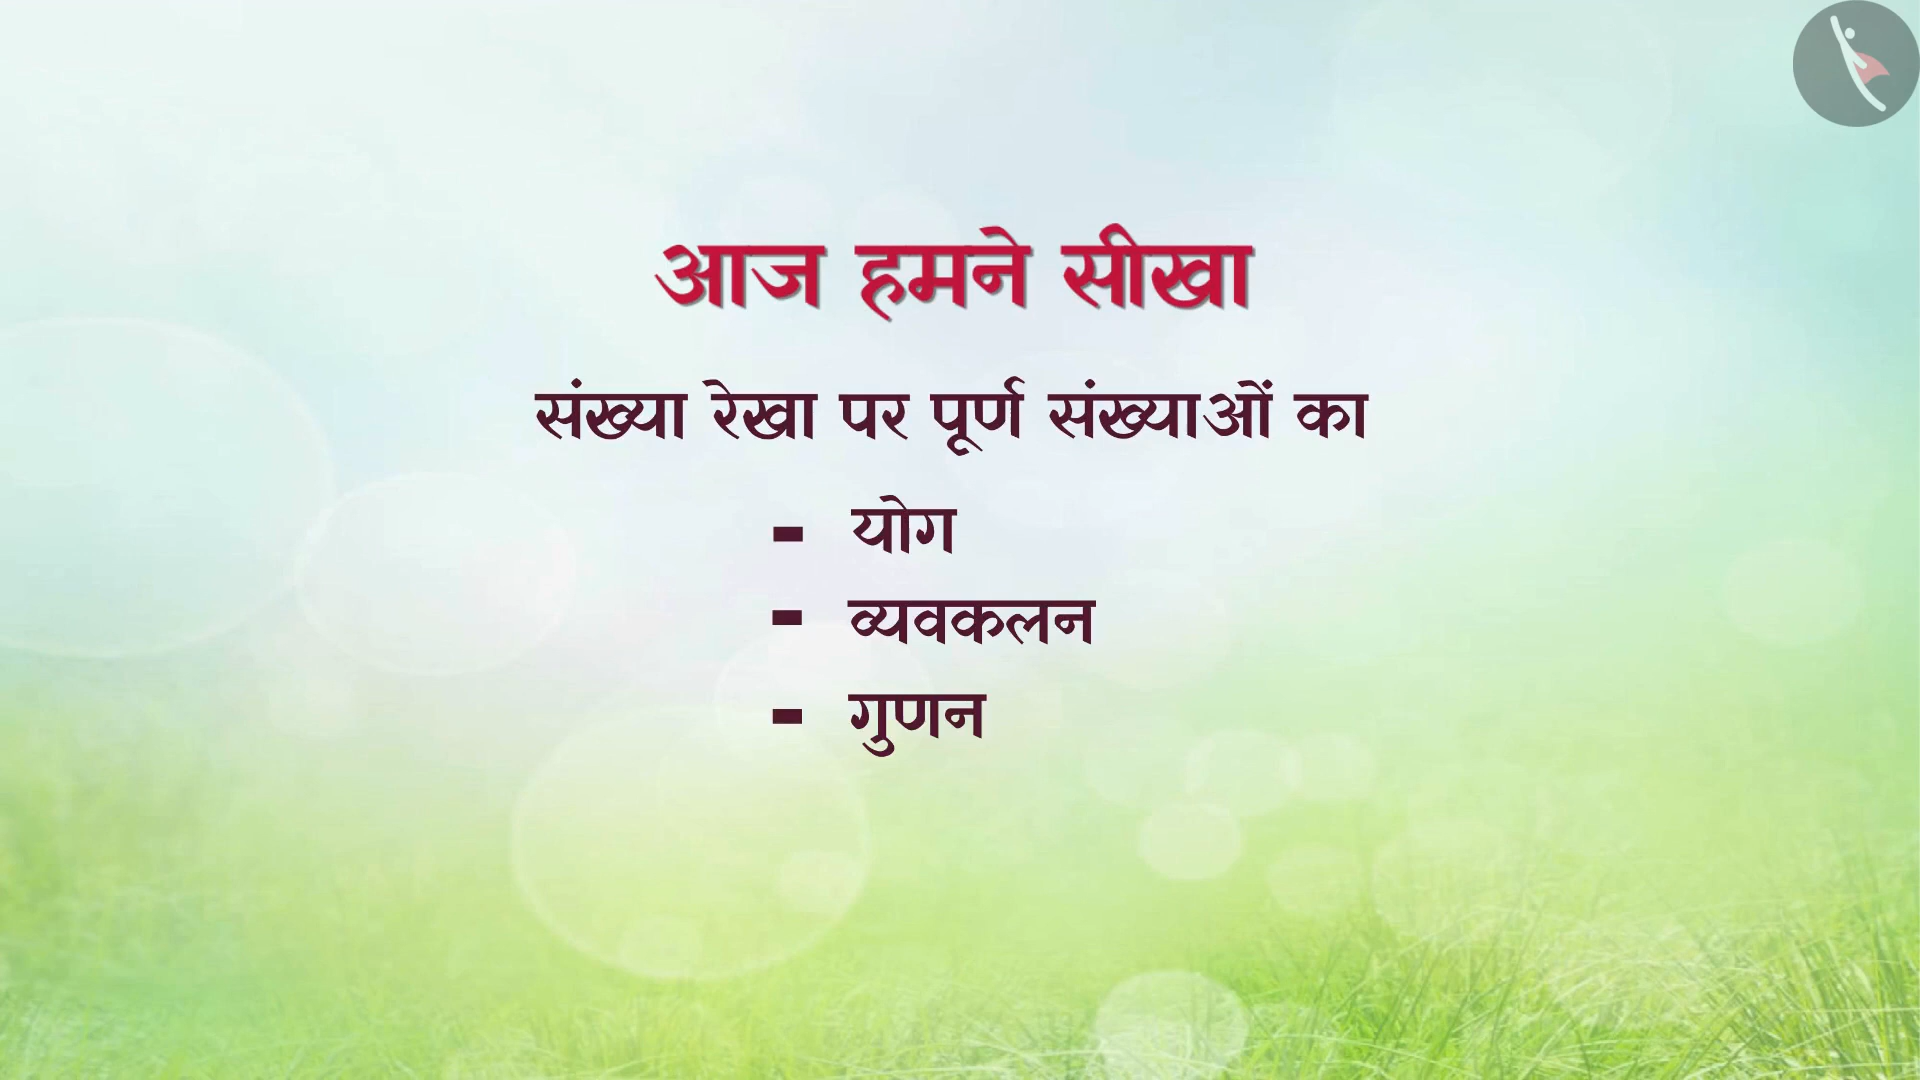 आज हमने सीखा
संख्या रेखा पर पूर्ण संख्याओं का
- योग
- व्यवकलन
- गुणन